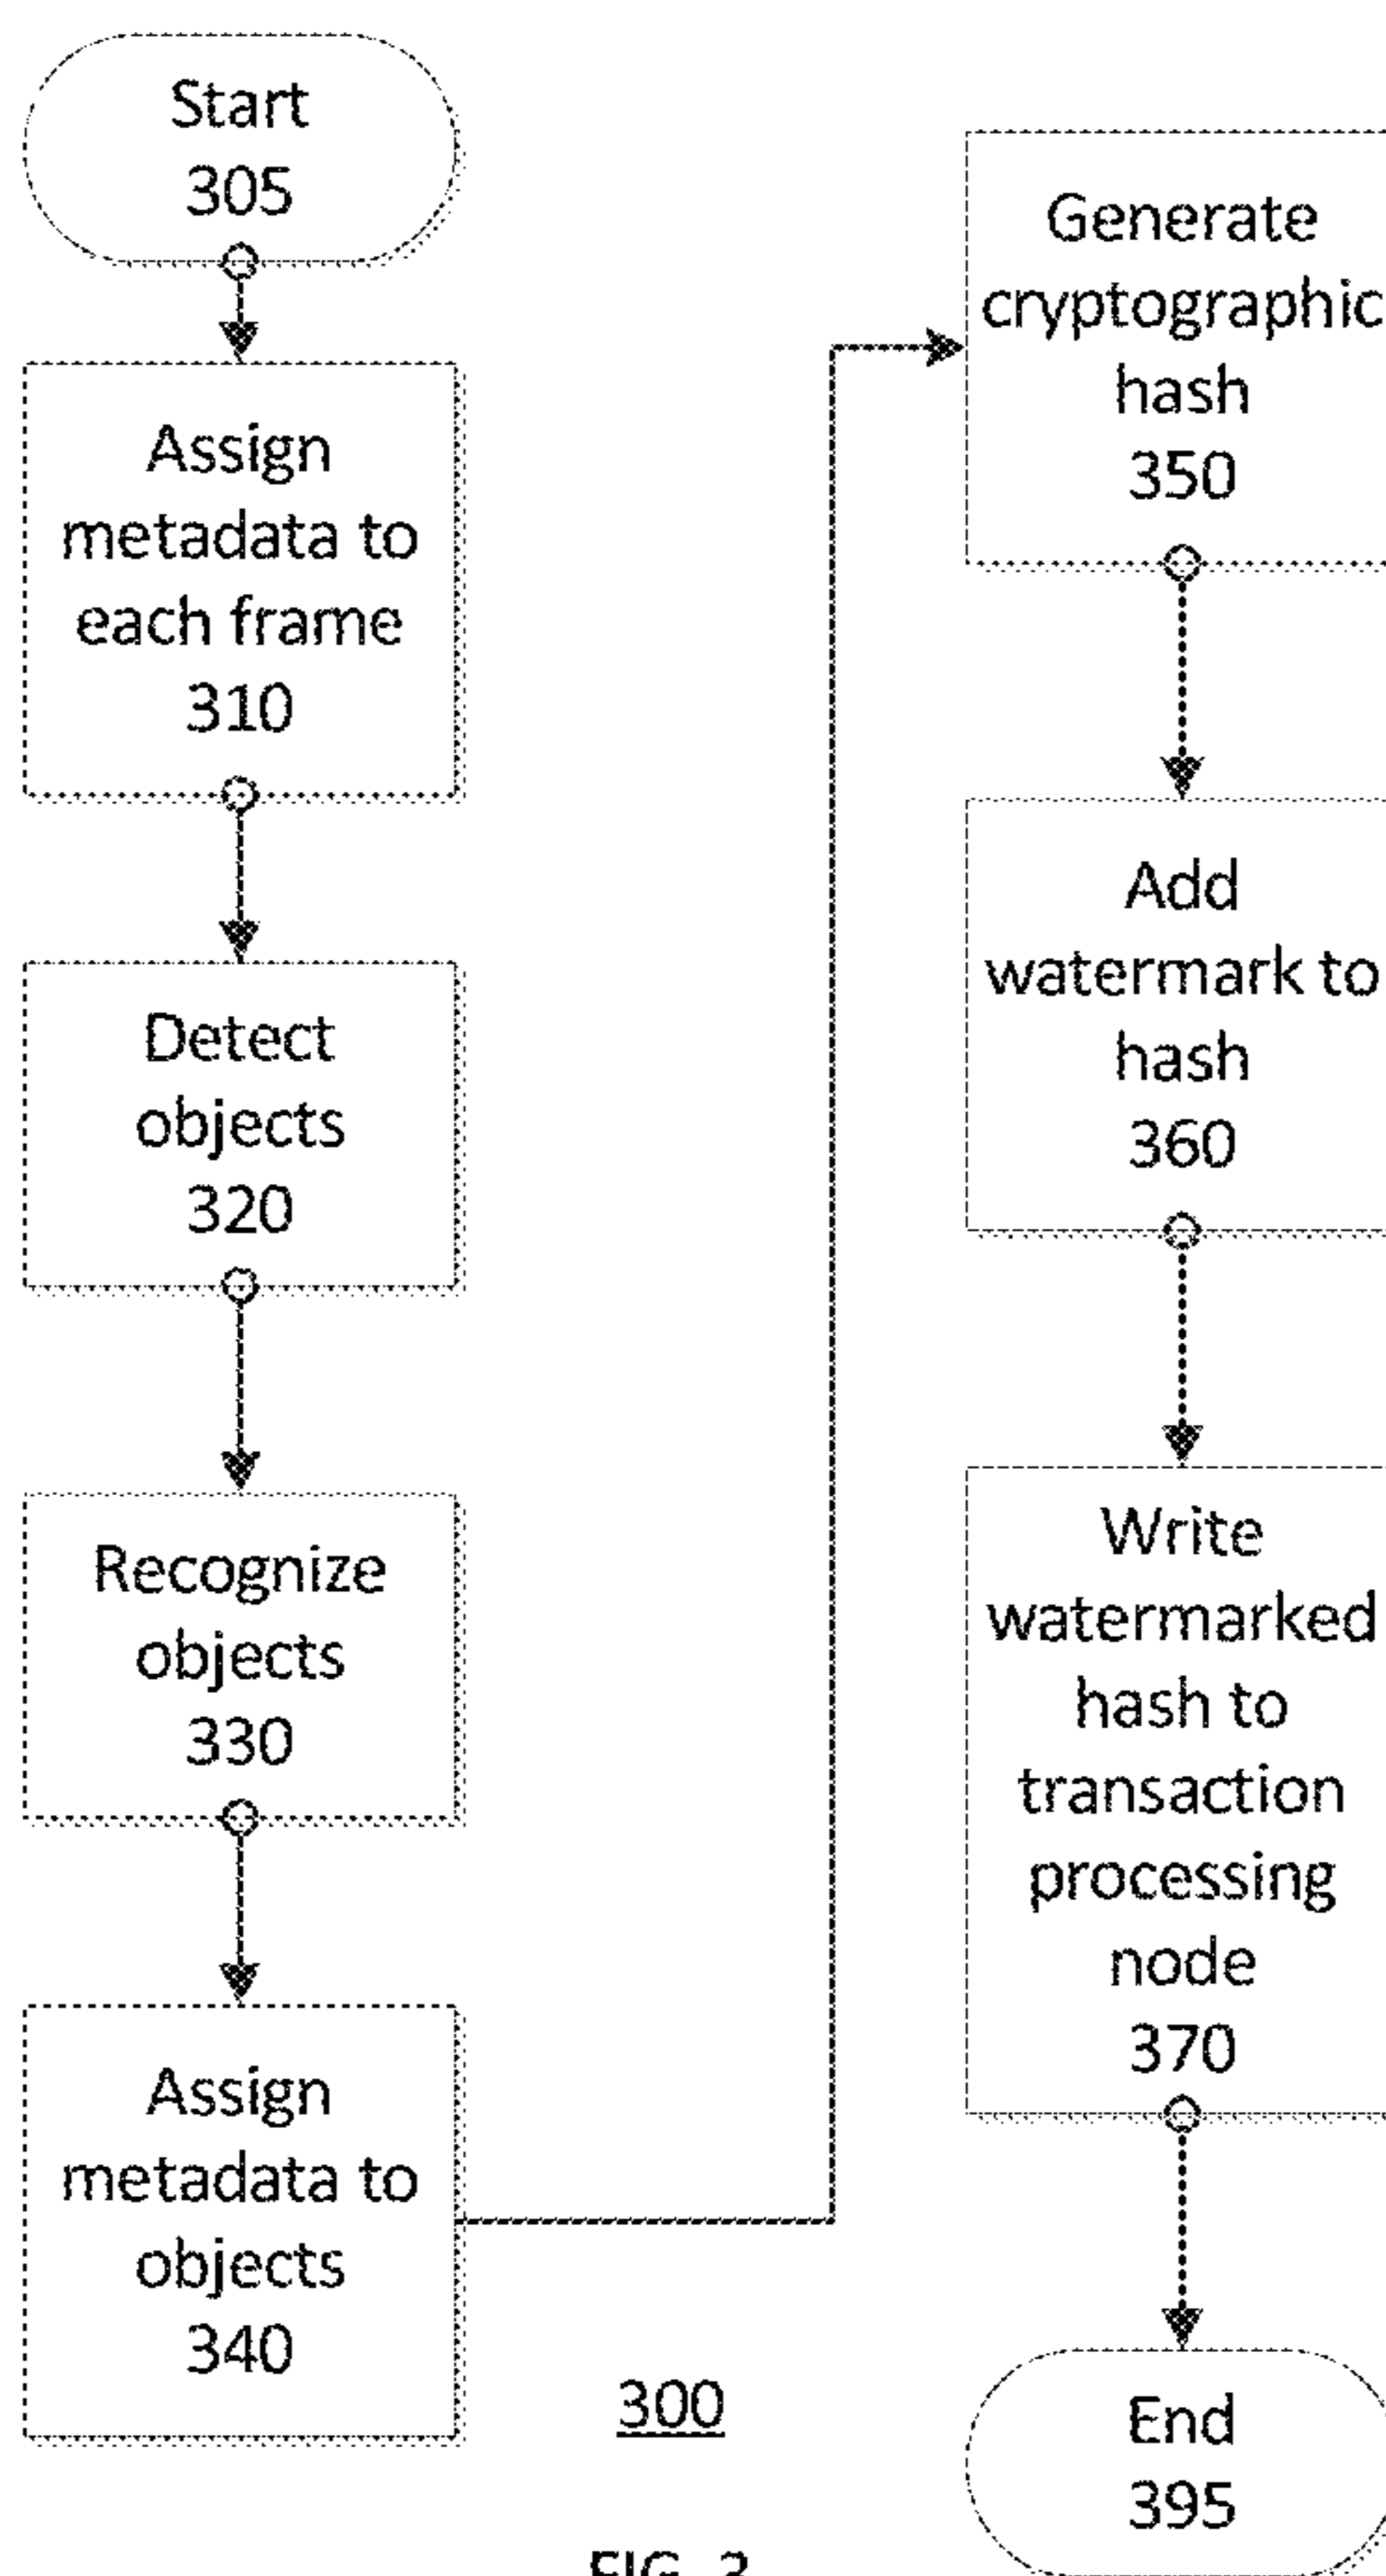 Start
305
Assign
metadata to
each frame
310
Detect
objects
320
Recognize
objects
330
Assign
metadata to
objects
340
Generate
cryptographic
hash
350
Add
watermark to
hash
360
Write
watermarked
hash to
transaction
processing
node
370
End
395
300
FIG. 3